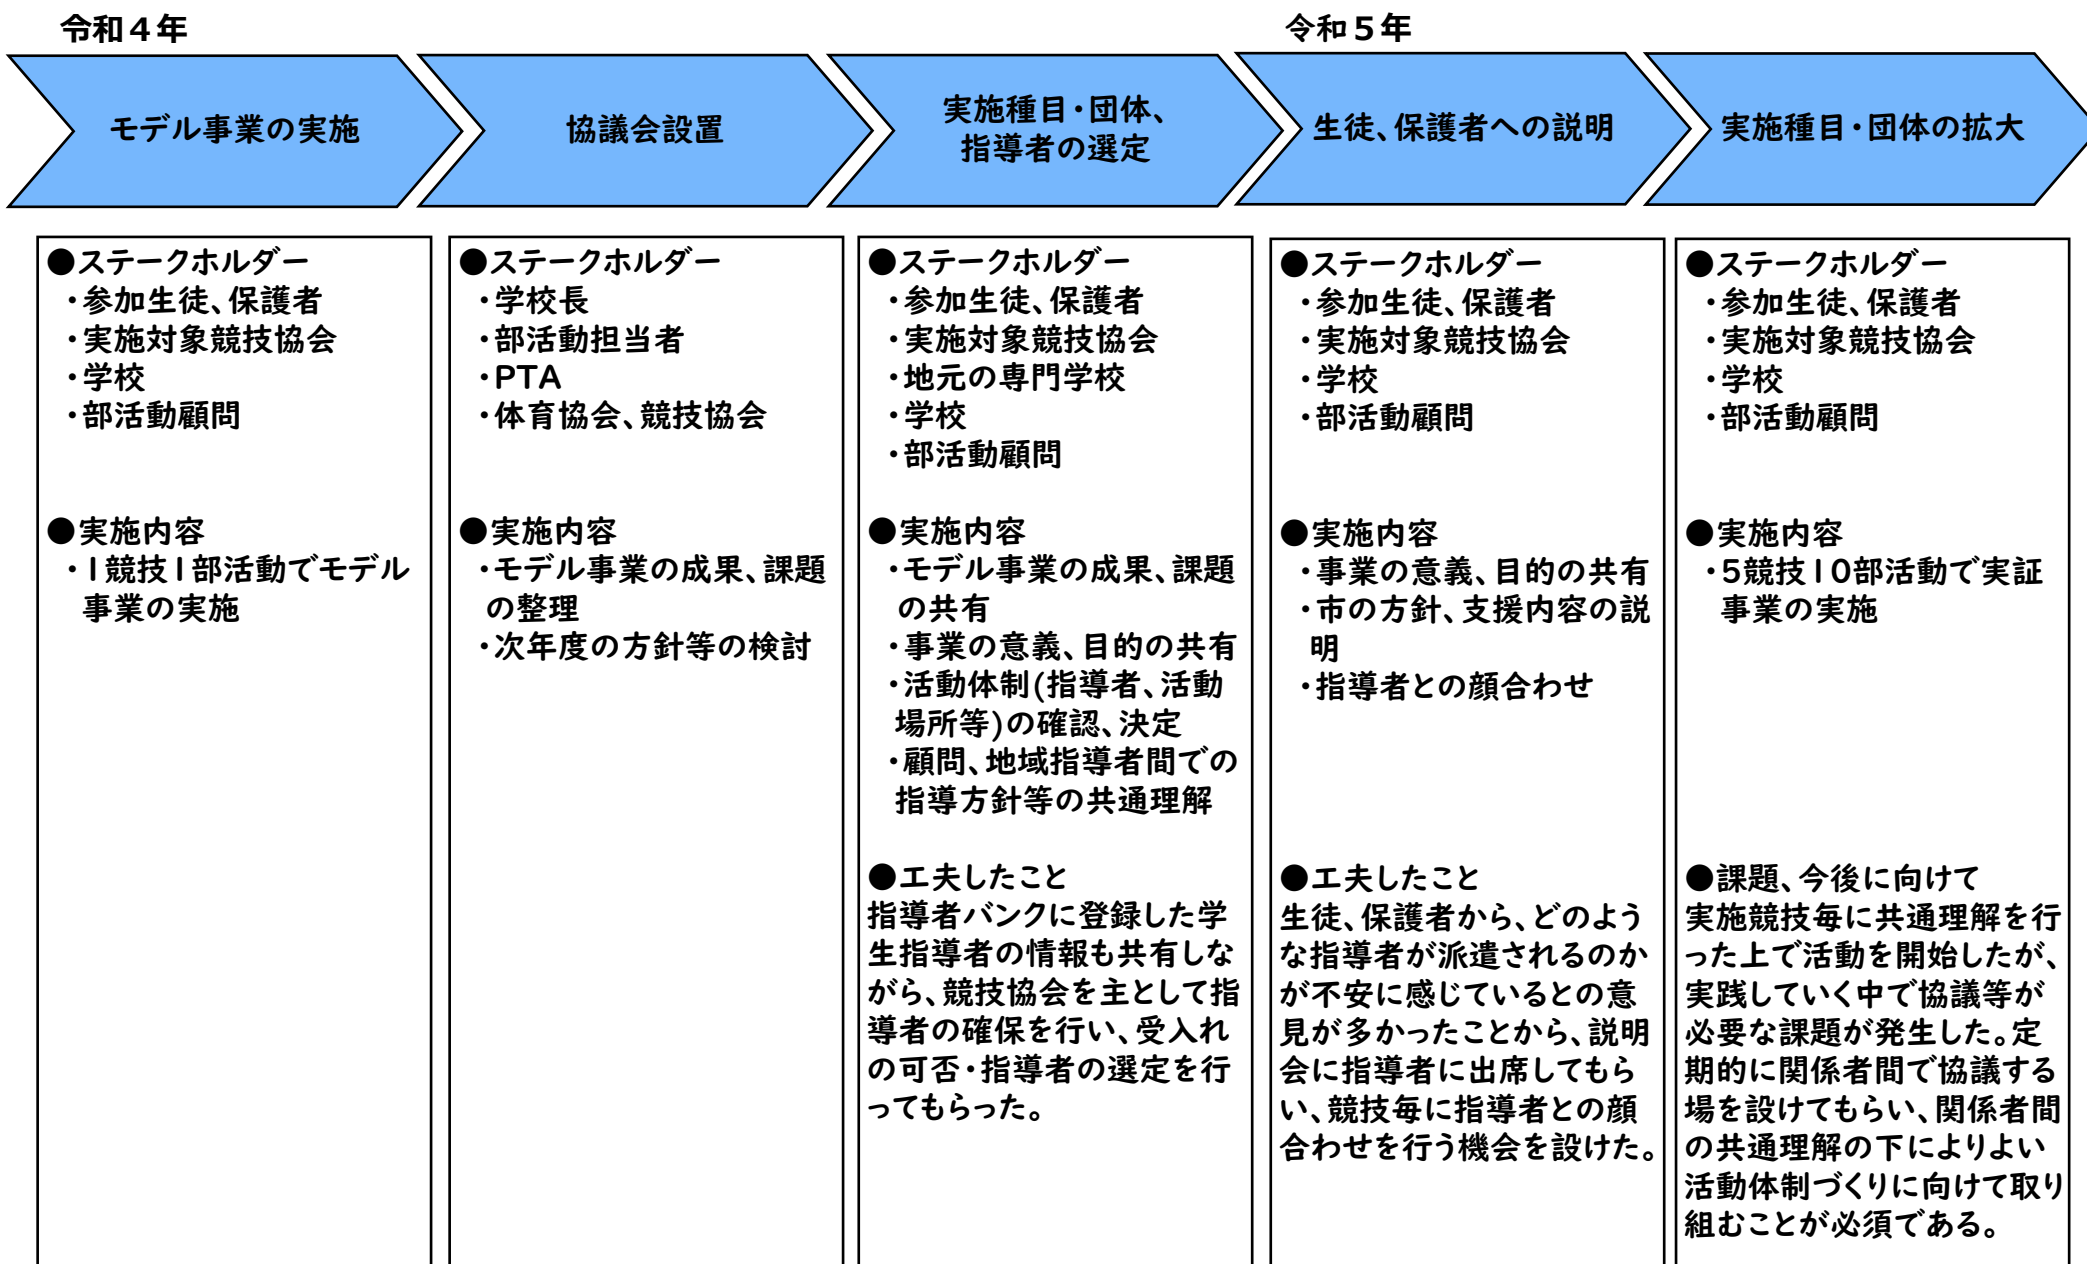 令和4年
令和5年
モデル事業の実施
協議会設置
実施種目・団体、
指導者の選定
生徒、保護者への説明
実施種目・団体の拡大
●ステークホルダー
・参加生徒、保護者
・実施対象競技協会
・学校
・部活動顧問
●実施内容
・1競技1部活動でモデル
事業の実施
●ステークホルダー
・学校長
・部活動担当者
・PTA
・体育協会、競技協会
●実施内容
・モデル事業の成果、課題
の整理
・次年度の方針等の検討
●ステークホルダー
・参加生徒、保護者
・実施対象競技協会
・地元の専門学校
・学校
・部活動顧問
●実施内容
・モデル事業の成果、課題
の共有
・事業の意義、目的の共有
・活動体制(指導者、活動
場所等)の確認、決定
・顧問、地域指導者間での
指導方針等の共通理解
●工夫したこと
指導者バンクに登録した学
生指導者の情報も共有しな
がら、競技協会を主として指
導者の確保を行い、受入れ
の可否・指導者の選定を行
ってもらった。
●ステークホルダー
・参加生徒、保護者
・実施対象競技協会
・学校
・部活動顧問
●実施内容
・事業の意義、目的の共有
・市の方針、支援内容の説
明
・指導者との顔合わせ
●工夫したこと
生徒、保護者から、どのよう
な指導者が派遣されるのか
が不安に感じているとの意
見が多かったことから、説明
会に指導者に出席してもら
い、競技毎に指導者との顔
合わせを行う機会を設けた。
●ステークホルダー
・参加生徒、保護者
・実施対象競技協会
・学校
・部活動顧問
●実施内容
・5競技10部活動で実証
事業の実施
●課題、今後に向けて
実施競技毎に共通理解を行
った上で活動を開始したが、
実践していく中で協議等が
必要な課題が発生した。定
期的に関係者間で協議する
場を設けてもらい、関係者間
の共通理解の下によりよい
活動体制づくりに向けて取り
組むことが必須である。